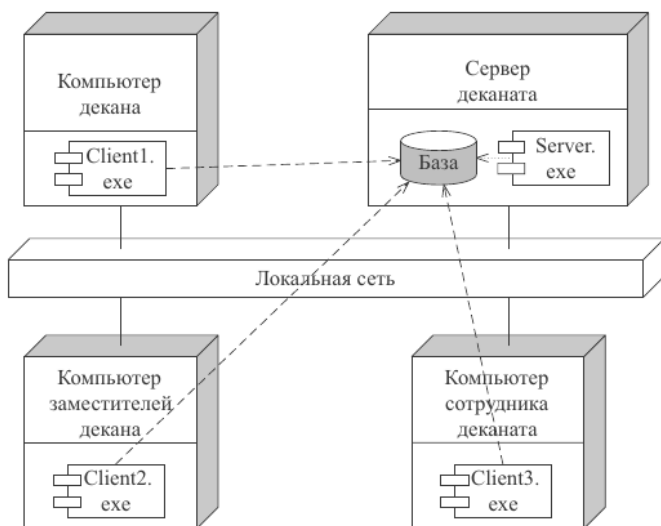 Компьютер
декана
Client1.
exe
Сервер
деканата
База
Server.
exe
Локальная сеть
Компьютер
заместителей
декана
Client2.
exe
Компьютер
сотрудника
деканата
Client3.
exe